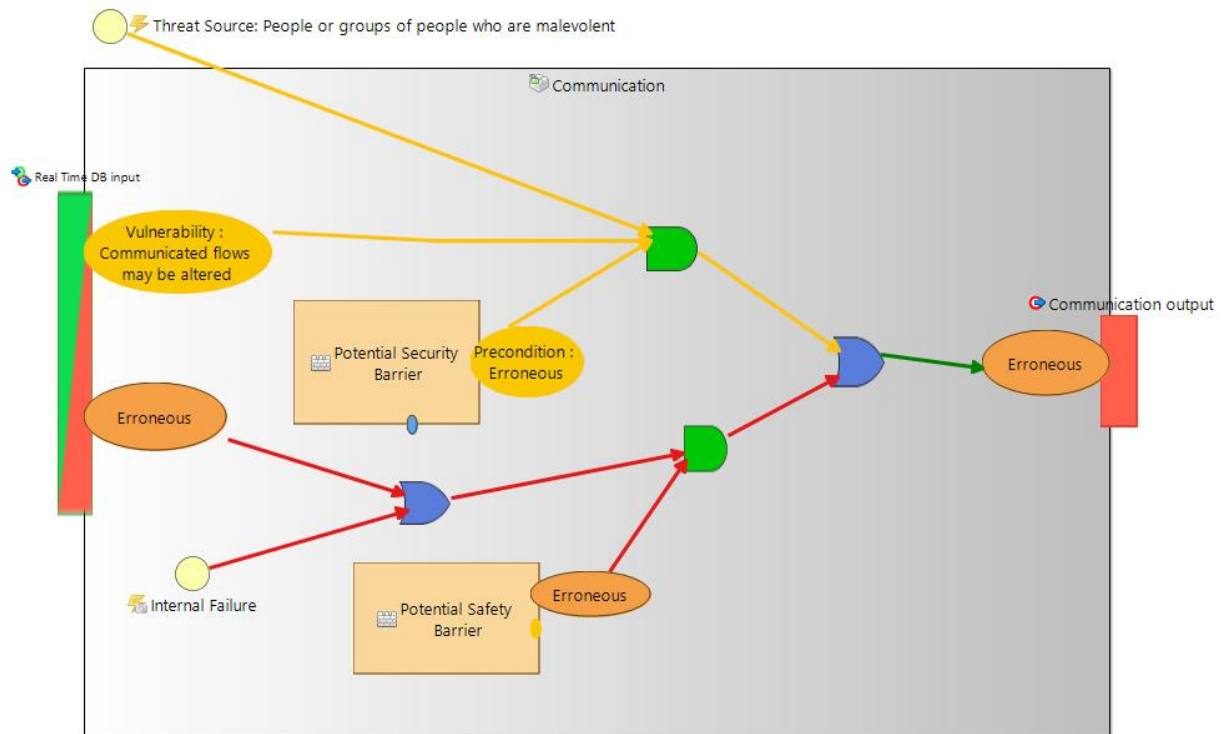 Threat Source: People or groups of people who are malevolent
Communication
Real Time DB input
Vulnerability :
Communicated flows
may be altered
Communication output
Potential Security
Barrier
Precondition :
Erroneous
Erroneous
Erroneous
Internal Failure
Potential Safety
Barrier
Erroneous